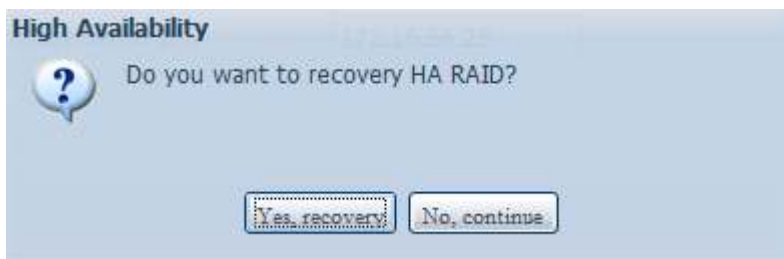 High Availability
Do you want to recovery HA RAID?
Yes, recovery
No, continue